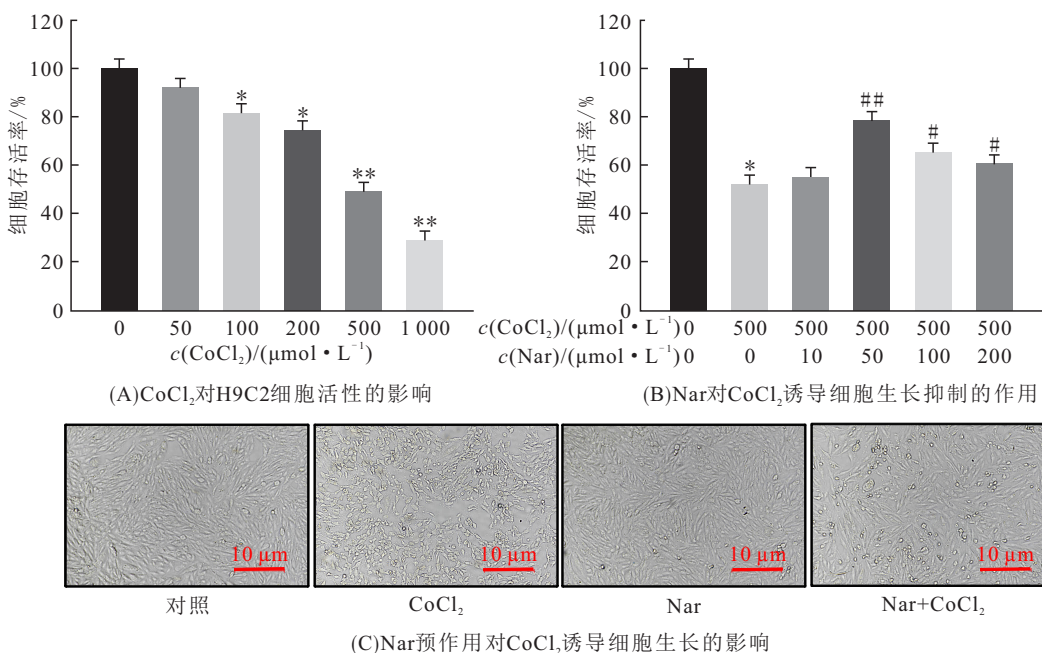 120
100
80
60
40
20
0
细胞存活率/%
*
*
**
**
0 50 100 200 500 1 000
c(CoCl₂)/(μmol·L⁻¹)
(A)CoCl₂对H9C2细胞活性的影响
120
100
80
60
40
20
0
细胞存活率/%
*
##
#
#
c(CoCl₂)/(μmol·L⁻¹) 0 500 500 500 500 500
c(Nar)/(μmol·L⁻¹) 0 0 10 50 100 200
(B)Nar对CoCl₂诱导细胞生长抑制的作用
10 μm 10 μm 10 μm 10 μm
对照 CoCl₂ Nar Nar+CoCl₂
(C)Nar预作用对CoCl₂诱导细胞生长的影响